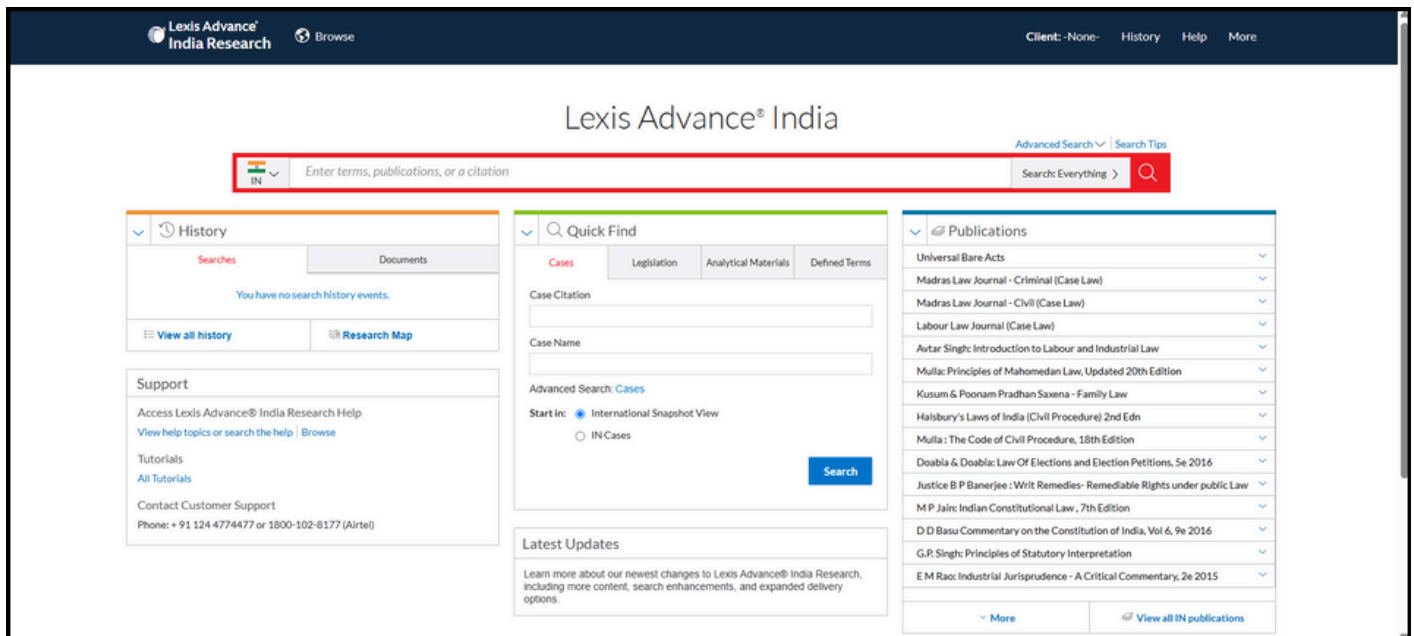 Lexis Advance®
India Research
Browse
Client: -None-
History
Help
More
Lexis Advance® India
Advanced Search
Search Tips
IN
Enter terms, publications, or a citation
Search: Everything
History
Searches
Documents
You have no search history events.
View all history
Research Map
Support
Access Lexis Advance® India Research Help
View help topics or search the help | Browse
Tutorials
All Tutorials
Contact Customer Support
Phone: + 91 124 4774477 or 1800-102-8177 (Airtel)
Quick Find
Cases
Legislation
Analytical Materials
Defined Terms
Case Citation
Case Name
Advanced Search: Cases
Start in:
International Snapshot View
IN Cases
Search
Latest Updates
Learn more about our newest changes to Lexis Advance® India Research,
including more content, search enhancements, and expanded delivery
options.
Publications
Universal Bare Acts
Madras Law Journal - Criminal (Case Law)
Madras Law Journal - Civil (Case Law)
Labour Law Journal (Case Law)
Avtar Singh: Introduction to Labour and Industrial Law
Mulla: Principles of Mahomedan Law, Updated 20th Edition
Kusum & Poonam Pradhan Saxena - Family Law
Halsbury's Laws of India (Civil Procedure) 2nd Edn
Mulla : The Code of Civil Procedure, 18th Edition
Doabia & Doabia: Law Of Elections and Election Petitions, 5e 2016
Justice B P Banerjee : Writ Remedies- Remediable Rights under public Law
M P Jain: Indian Constitutional Law , 7th Edition
D D Basu Commentary on the Constitution of India, Vol 6, 9e 2016
G.P. Singh: Principles of Statutory Interpretation
E M Rao: Industrial Jurisprudence - A Critical Commentary, 2e 2015
More
View all IN publications